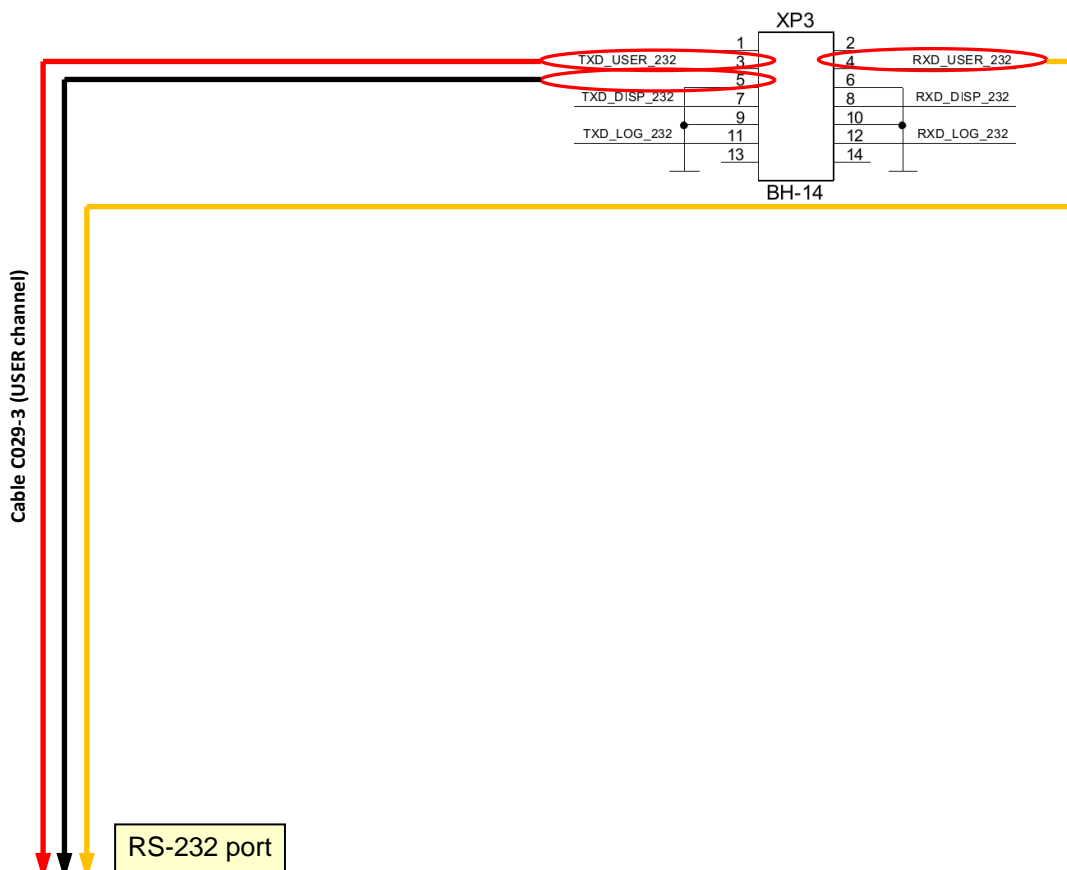 XP3
1 2
TXD_USER_232 3 4 RXD_USER_232
5 6
TXD_DISP_232 7 8 RXD_DISP_232
9 10
TXD_LOG_232 11 12 RXD_LOG_232
13 14
BH-14
Cable C029-3 (USER channel)
RS-232 port